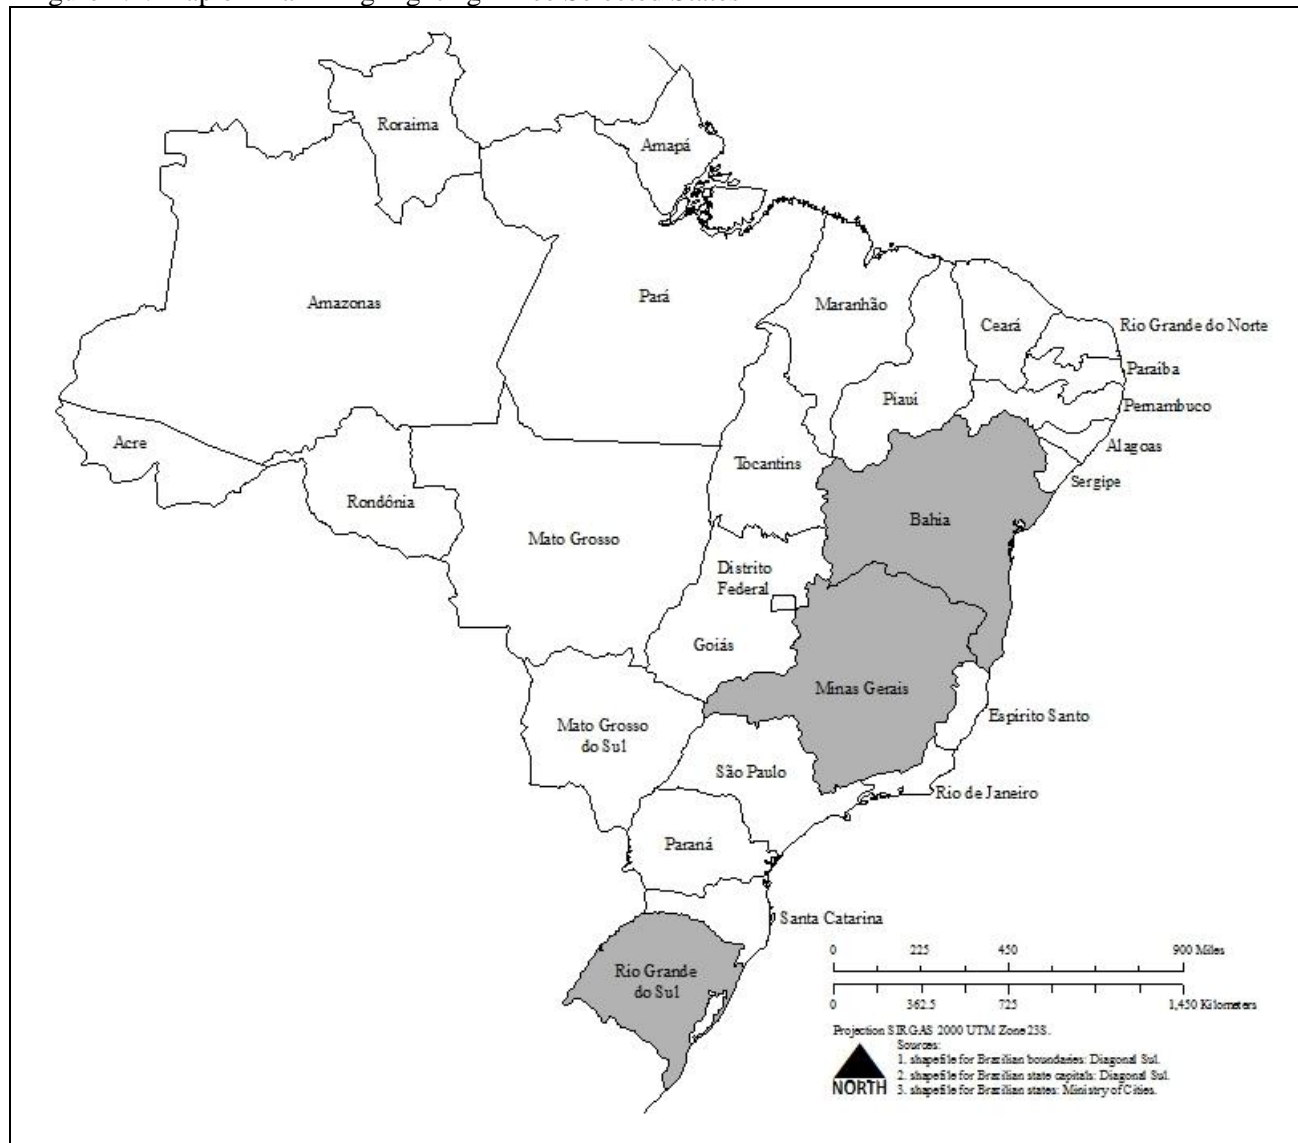 Roraima
Amapá
Amazonas
Pará
Maranhão
Ceará
Rio Grande do Norte
Paraíba
Piauí
Pernambuco
Acre
Alagoas
Tocantins
Sergipe
Rondônia
Bahia
Mato Grosso
Distrito
Federal
Goiás
Minas Gerais
Espírito Santo
Mato Grosso
do Sul
São Paulo
Rio de Janeiro
Paraná
Santa Catarina
Rio Grande
do Sul
0 225 450 900 Miles
0 362.5 725 1,450 Kilometers
Projection SIRGAS 2000 UTM Zone 23S.
Sources:
1. shapefile for Brazilian boundaries: Diagonal Sul.
2. shapefile for Brazilian state capitals: Diagonal Sul.
3. shapefile for Brazilian states: Ministry of Cities.
NORTH